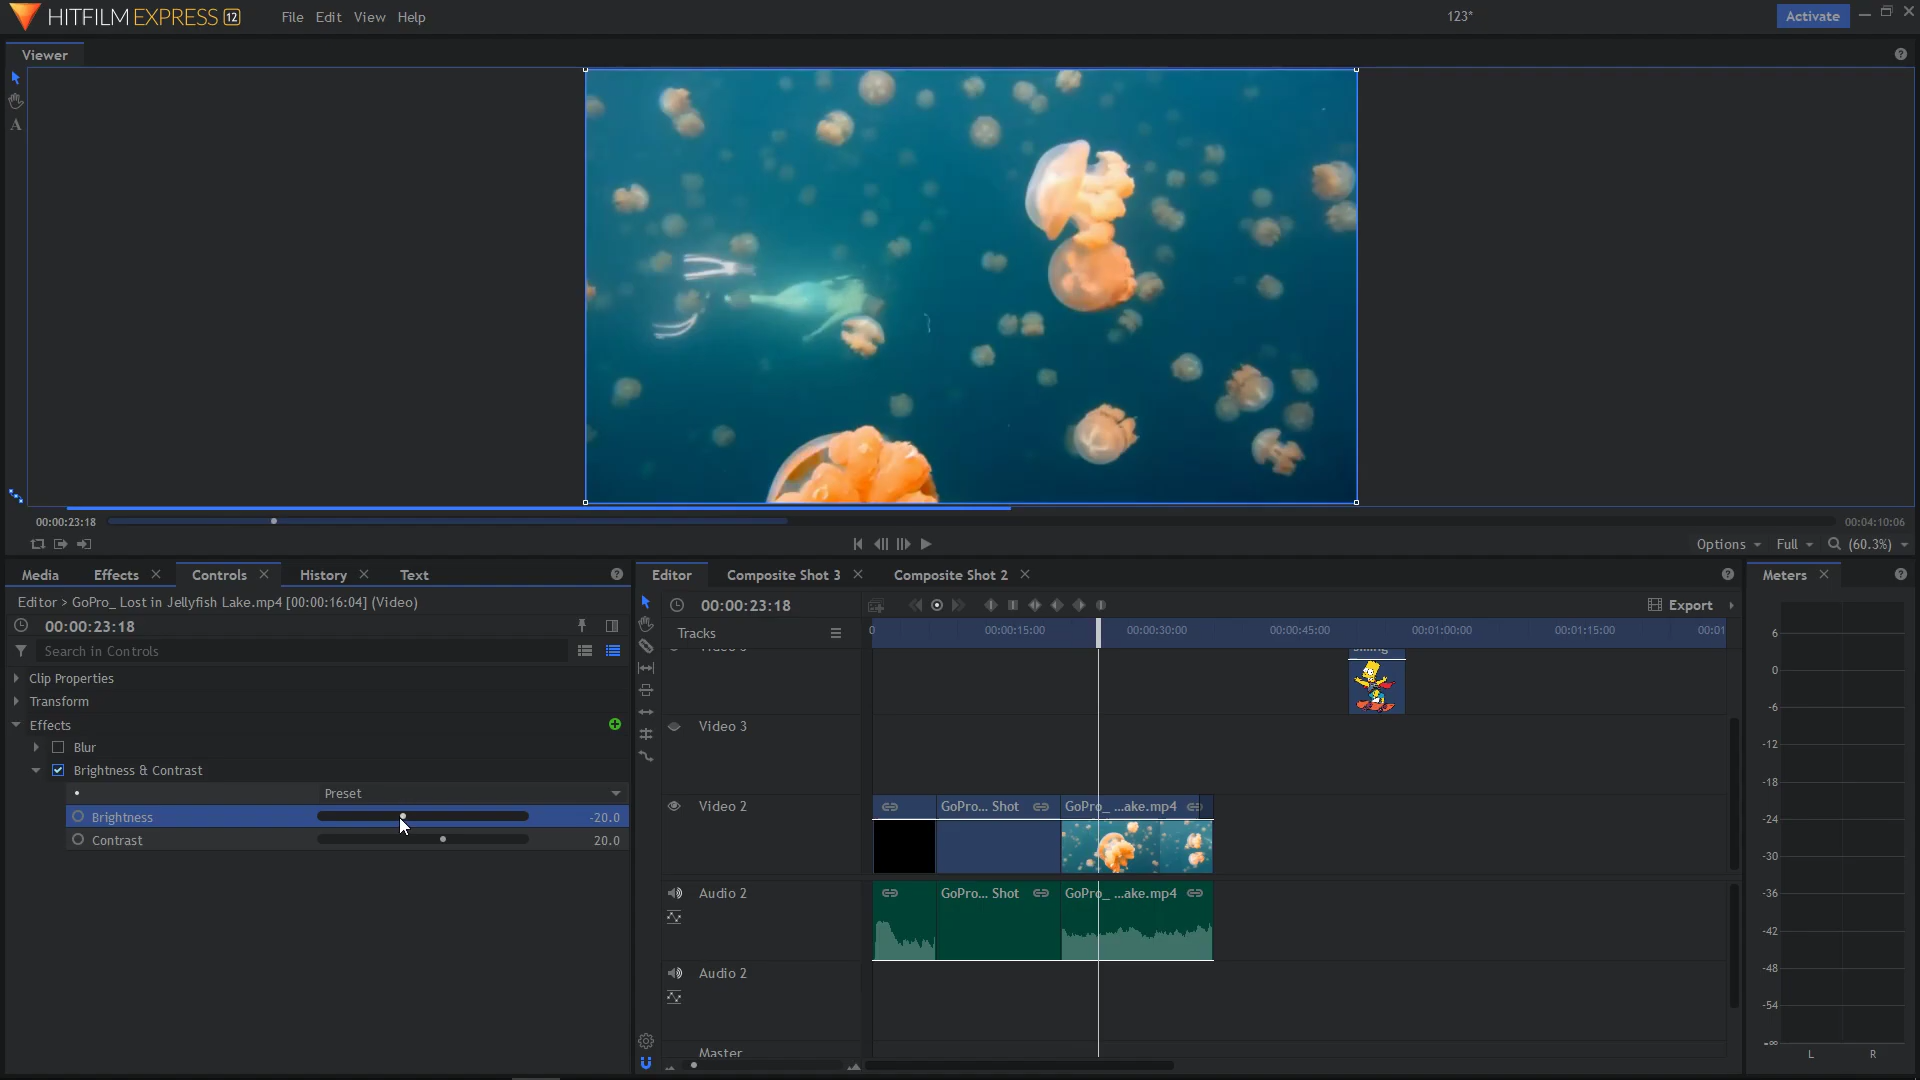 HITFILM EXPRESS 12
File Edit View Help
123*
Activate
Viewer
A
00:00:23:18
00:04:10:06
Options
Full
(60.3%)
Media
Effects
Controls
History
Text
Editor > GoPro_ Lost in Jellyfish Lake.mp4 [00:00:16:04] (Video)
00:00:23:18
Search in Controls
Clip Properties
Transform
Effects
Blur
Brightness & Contrast
Preset
Brightness
-20.0
Contrast
20.0
Editor
Composite Shot 3
Composite Shot 2
00:00:23:18
Export
Tracks
0
00:00:15:00
00:00:30:00
00:00:45:00
00:01:00:00
00:01:15:00
00:01
Video 3
Video 2
GoPro... Shot
GoPro_ ...ake.mp4
Audio 2
GoPro... Shot
GoPro_ ...ake.mp4
Audio 2
Master
Meters
6
0
-6
-12
-18
-24
-30
-36
-42
-48
-54
-∞
L
R